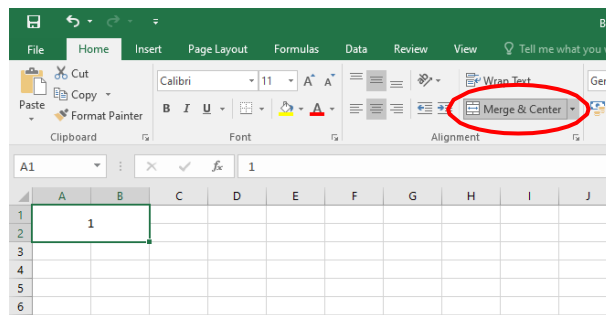 B
File Home Insert Page Layout Formulas Data Review View Tell me what you
Cut
Calibri 11 A A Wrap Text Ger
Copy
Paste
B I U A Merge & Center
Format Painter
Clipboard Font Alignment
A1 fx 1
A B C D E F G H I J
1
1
2
3
4
5
6